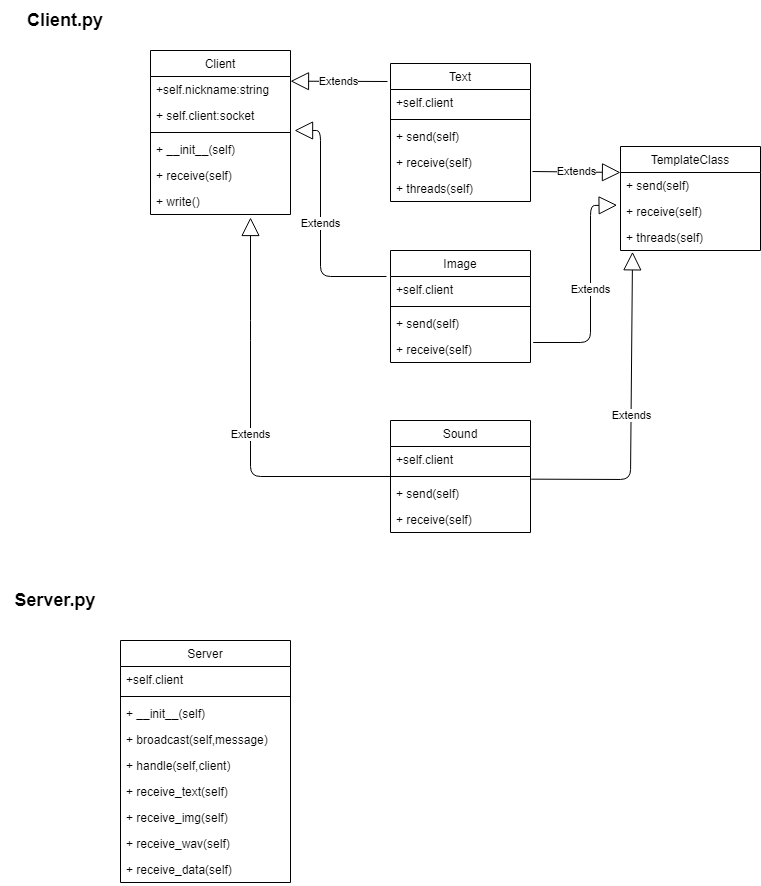 Client.py
Client
+self.nickname:string
+ self.client:socket
+ __init__(self)
+ receive(self)
+ write()
Extends
Text
+self.client
+ send(self)
+ receive(self)
+ threads(self)
Extends
TemplateClass
+ send(self)
+ receive(self)
+ threads(self)
Extends
Image
+self.client
+ send(self)
+ receive(self)
Extends
Extends
Sound
+self.client
+ send(self)
+ receive(self)
Extends
Server.py
Server
+self.client
+ __init__(self)
+ broadcast(self,message)
+ handle(self,client)
+ receive_text(self)
+ receive_img(self)
+ receive_wav(self)
+ receive_data(self)